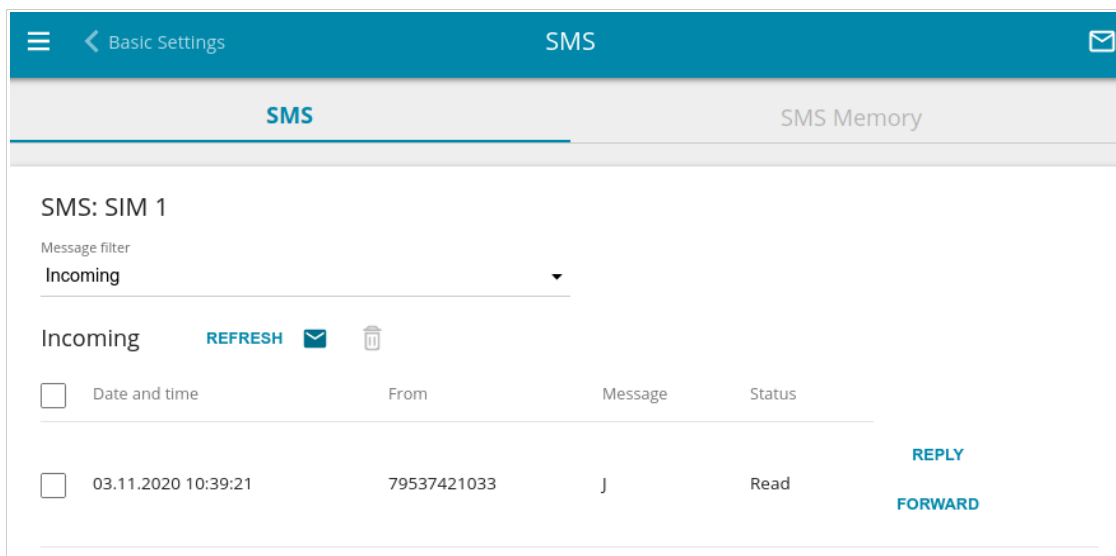 Basic Settings SMS
SMS SMS Memory
SMS: SIM 1
Message filter
Incoming
Incoming REFRESH
Date and time From Message Status
REPLY
03.11.2020 10:39:21 79537421033 J Read
FORWARD